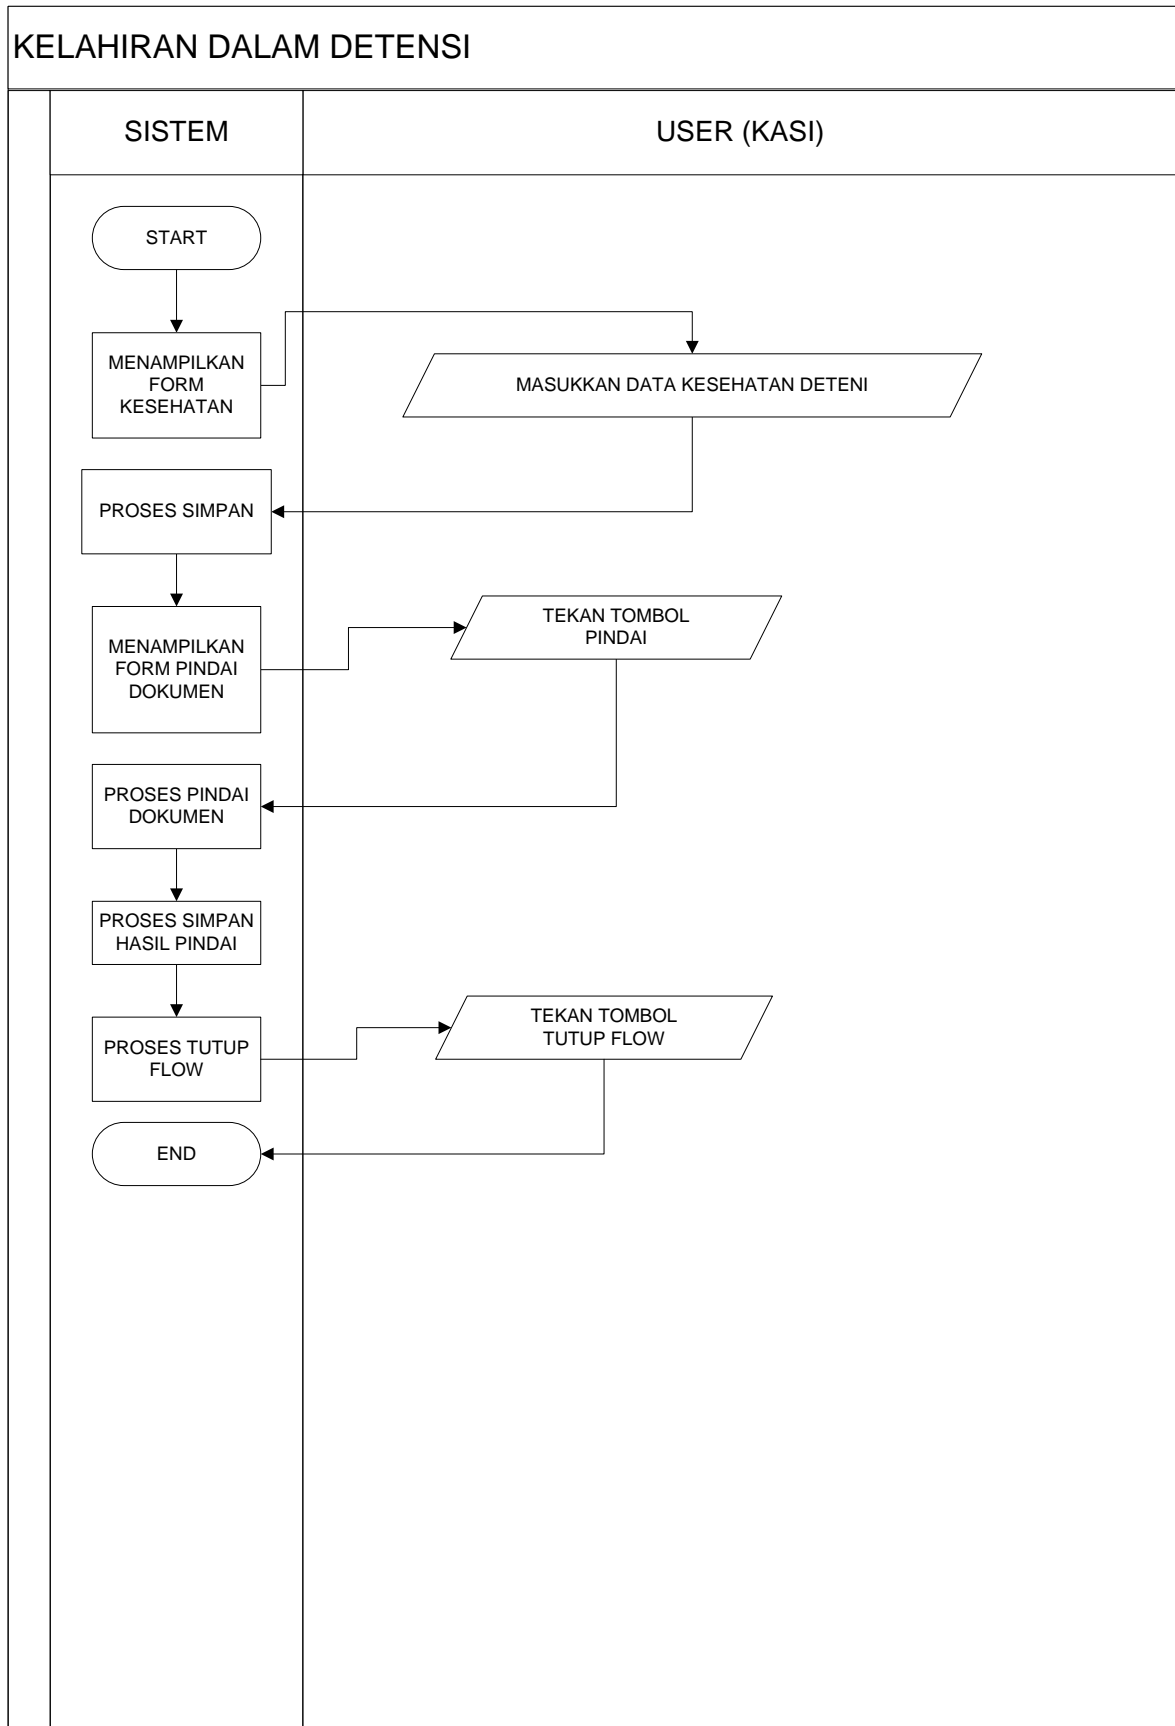 KELAHIRAN DALAM DETENSI
SISTEM
USER (KASI)
START
MENAMPILKAN
FORM
KESEHATAN
MASUKKAN DATA KESEHATAN DETENI
PROSES SIMPAN
MENAMPILKAN
FORM PINDAI
DOKUMEN
TEKAN TOMBOL
PINDAI
PROSES PINDAI
DOKUMEN
PROSES SIMPAN
HASIL PINDAI
PROSES TUTUP
FLOW
TEKAN TOMBOL
TUTUP FLOW
END